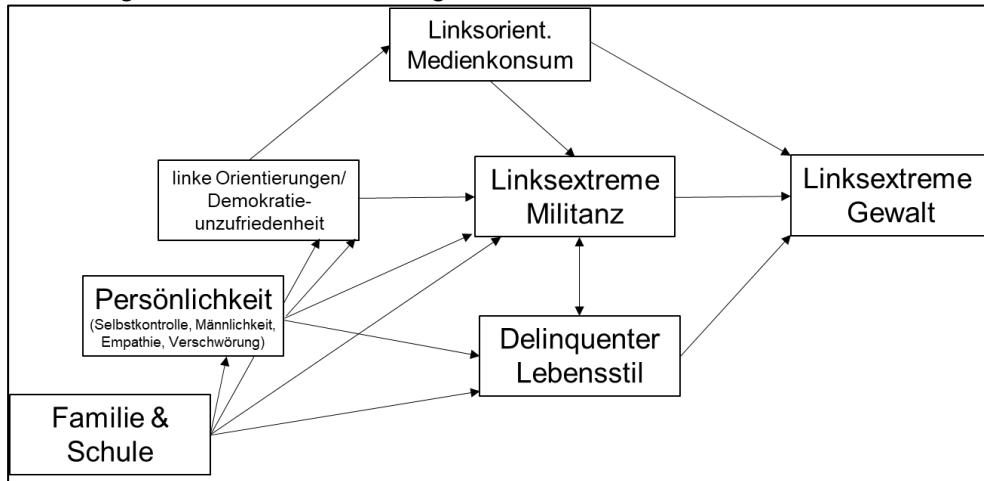 Linksorient.
Medienkonsum
linke Orientierungen/
Demokratie-
unzufriedenheit
Linksextreme
Militanz
Linksextreme
Gewalt
Persönlichkeit
(Selbstkontrolle, Männlichkeit,
Empathie, Verschwörung)
Delinquenter
Lebensstil
Familie &
Schule